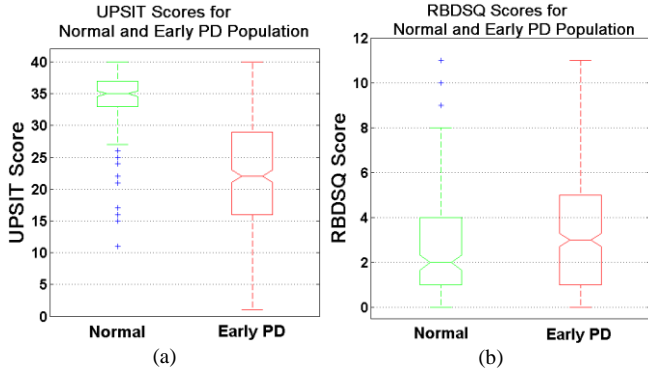 UPSIT Scores for
Normal and Early PD Population
40
35
30
25
20
15
10
5
0
UPSIT Score
Normal
Early PD
(a)
RBDSQ Scores for
Normal and Early PD Population
12
10
8
6
4
2
0
RBDSQ Score
Normal
Early PD
(b)